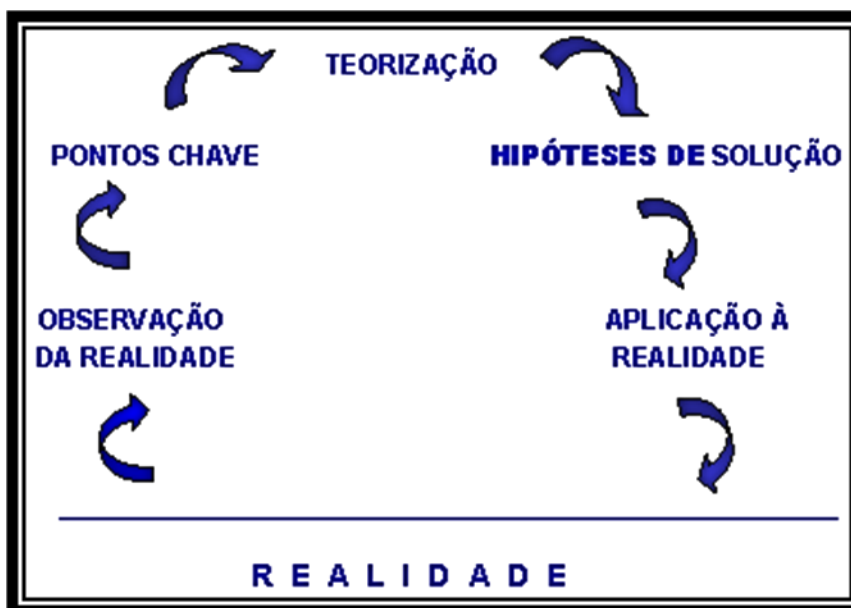 TEORIZAÇÃO
PONTOS CHAVE
HIPÓTESES DE SOLUÇÃO
OBSERVAÇÃO
DA REALIDADE
APLICAÇÃO À
REALIDADE
R E A L I D A D E